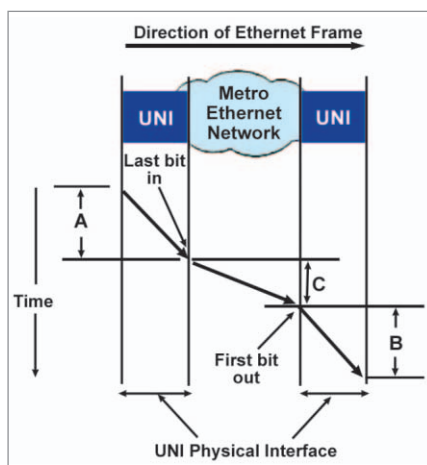 Direction of Ethernet Frame
UNI
Metro
Ethernet
Network
UNI
Last bit
in
A
Time
C
B
First bit
out
UNI Physical Interface